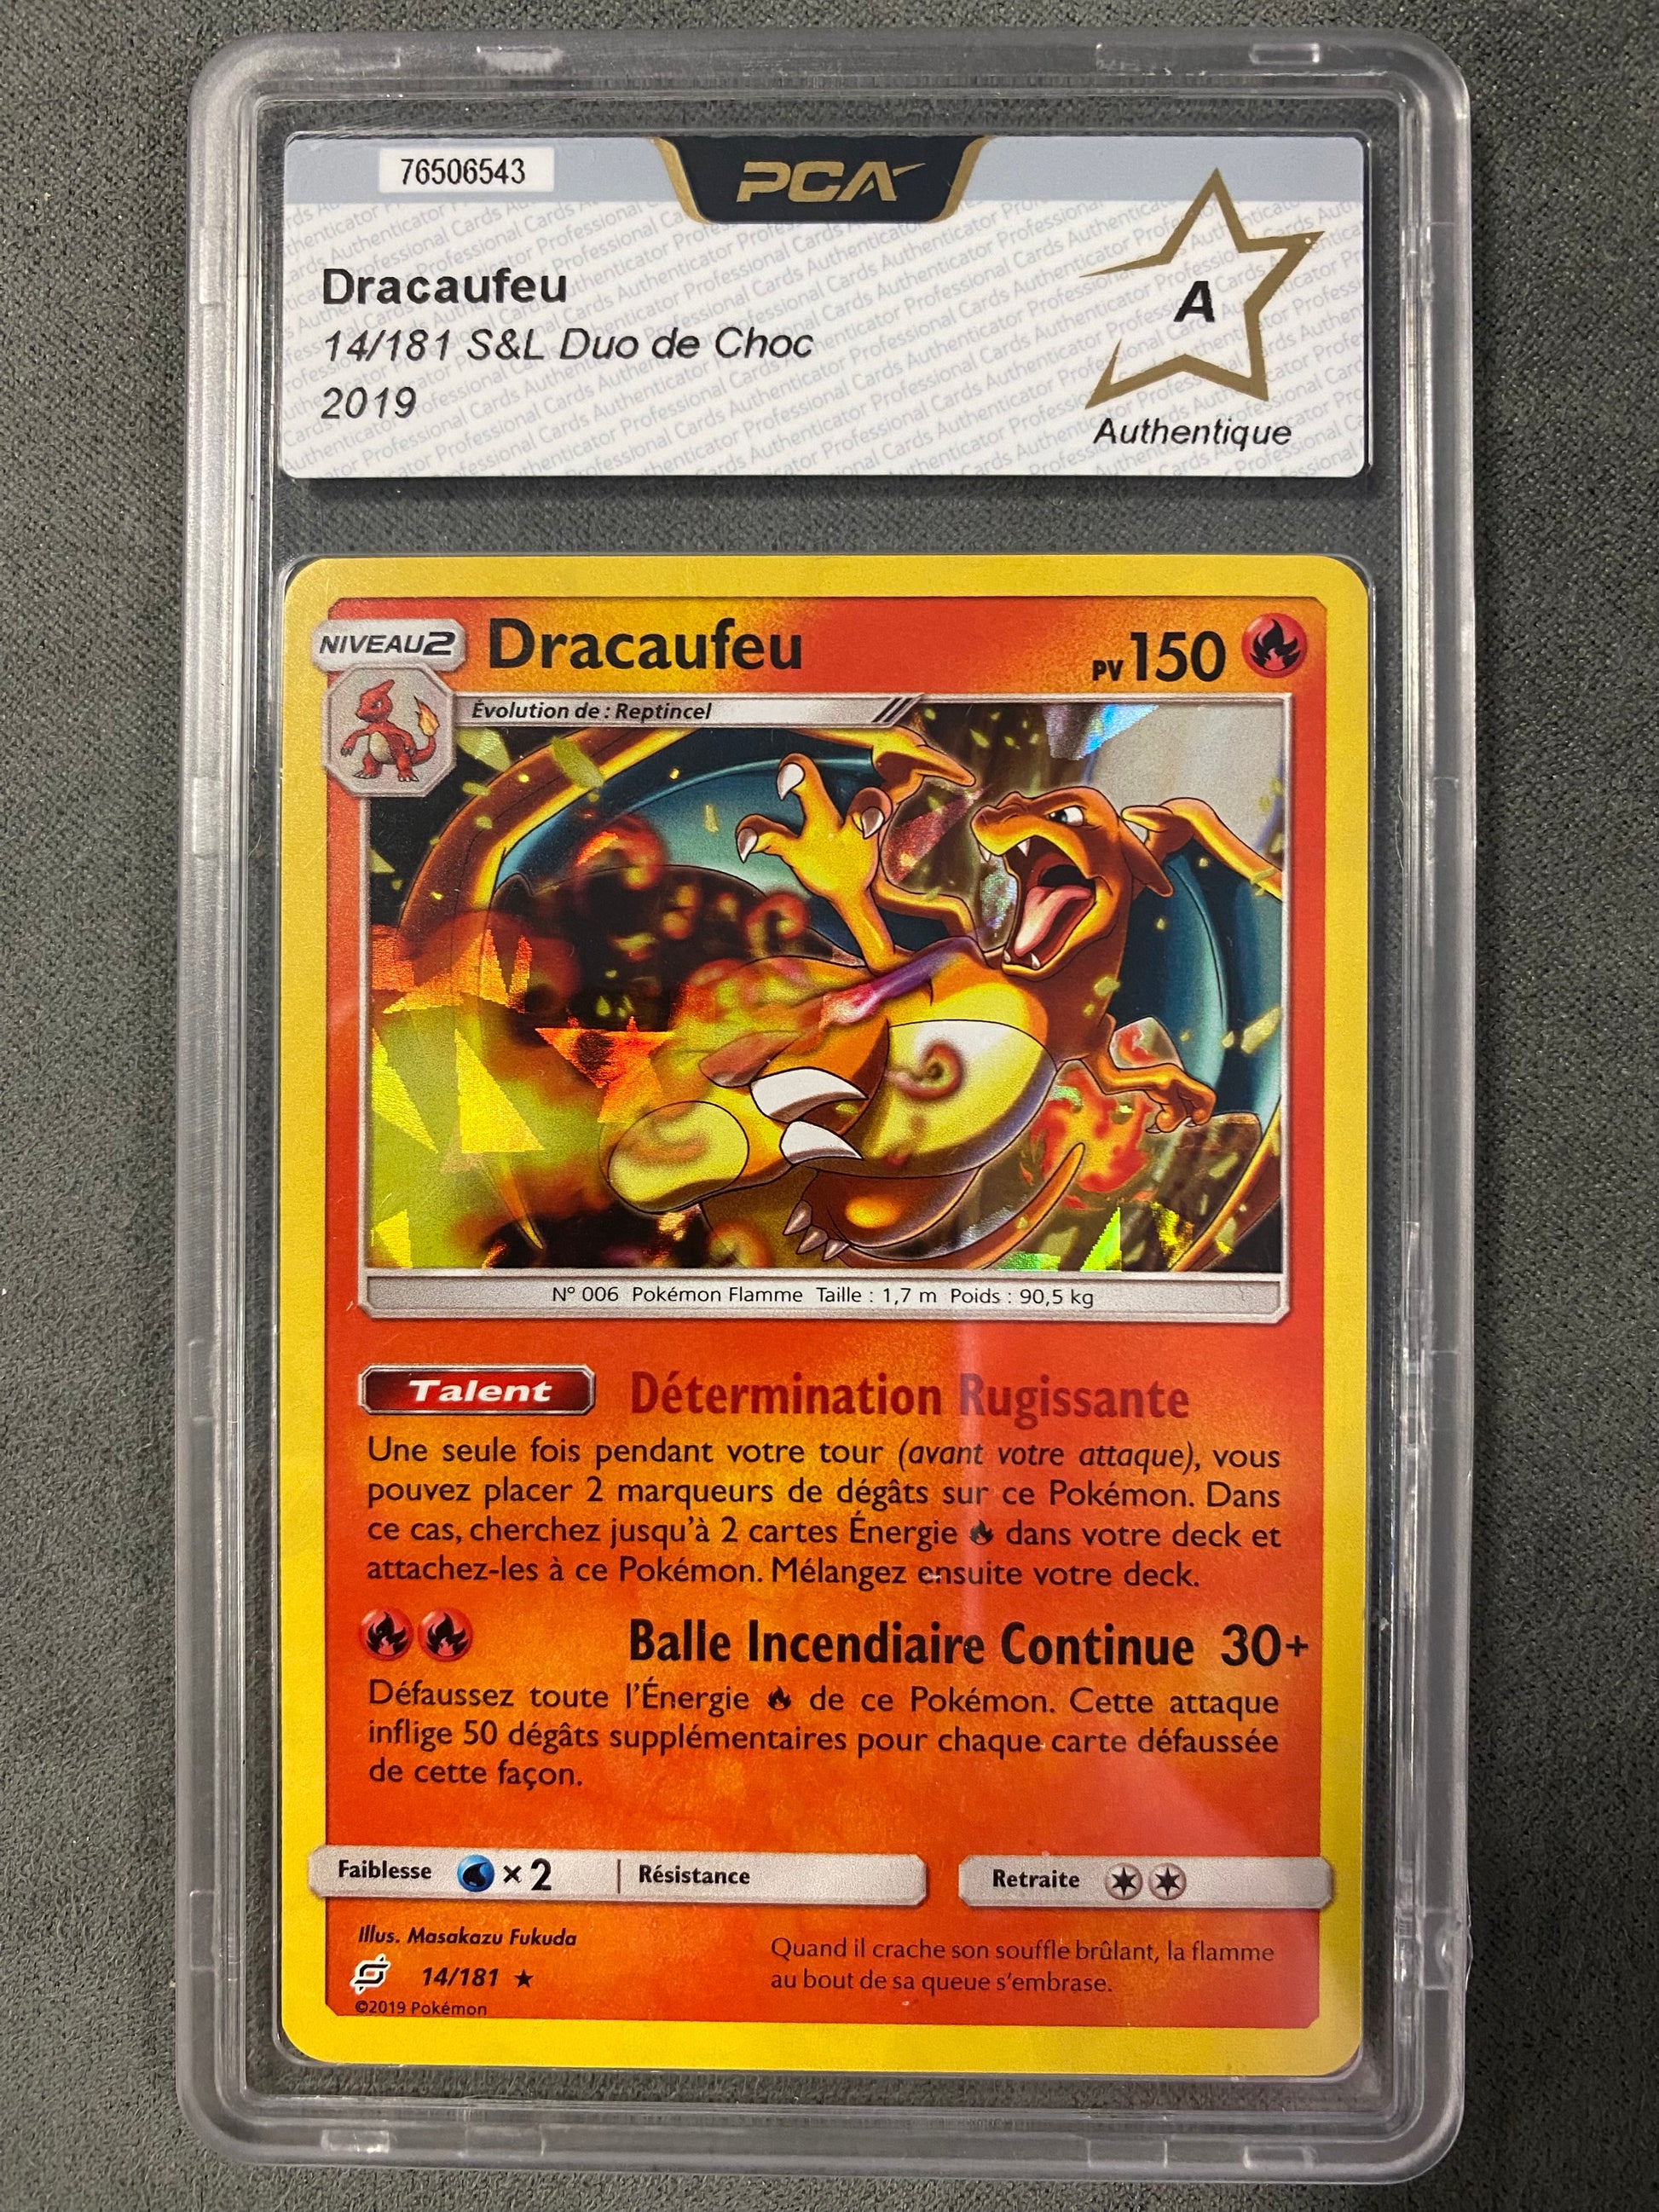 76506543
PCA
Dracaufeu
14/181 S&L Duo de Choc
2019
A
Authentique
NIVEAU2
Dracaufeu
PV150
Évolution de : Reptincel
N° 006 Pokémon Flamme Taille : 1,7 m Poids : 90,5 kg
Talent Détermination Rugissante
Une seule fois pendant votre tour (avant votre attaque), vous
pouvez placer 2 marqueurs de dégâts sur ce Pokémon. Dans
ce cas, cherchez jusqu'à 2 cartes Énergie dans votre deck et
attachez-les à ce Pokémon. Mélangez ensuite votre deck.
Balle Incendiaire Continue 30+
Défaussez toute l'Énergie de ce Pokémon. Cette attaque
inflige 50 dégâts supplémentaires pour chaque carte défaussée
de cette façon.
Faiblesse ×2 Résistance Retraite
Illus. Masakazu Fukuda
14/181 ★
©2019 Pokémon
Quand il crache son souffle brûlant, la flamme
au bout de sa queue s'embrase.